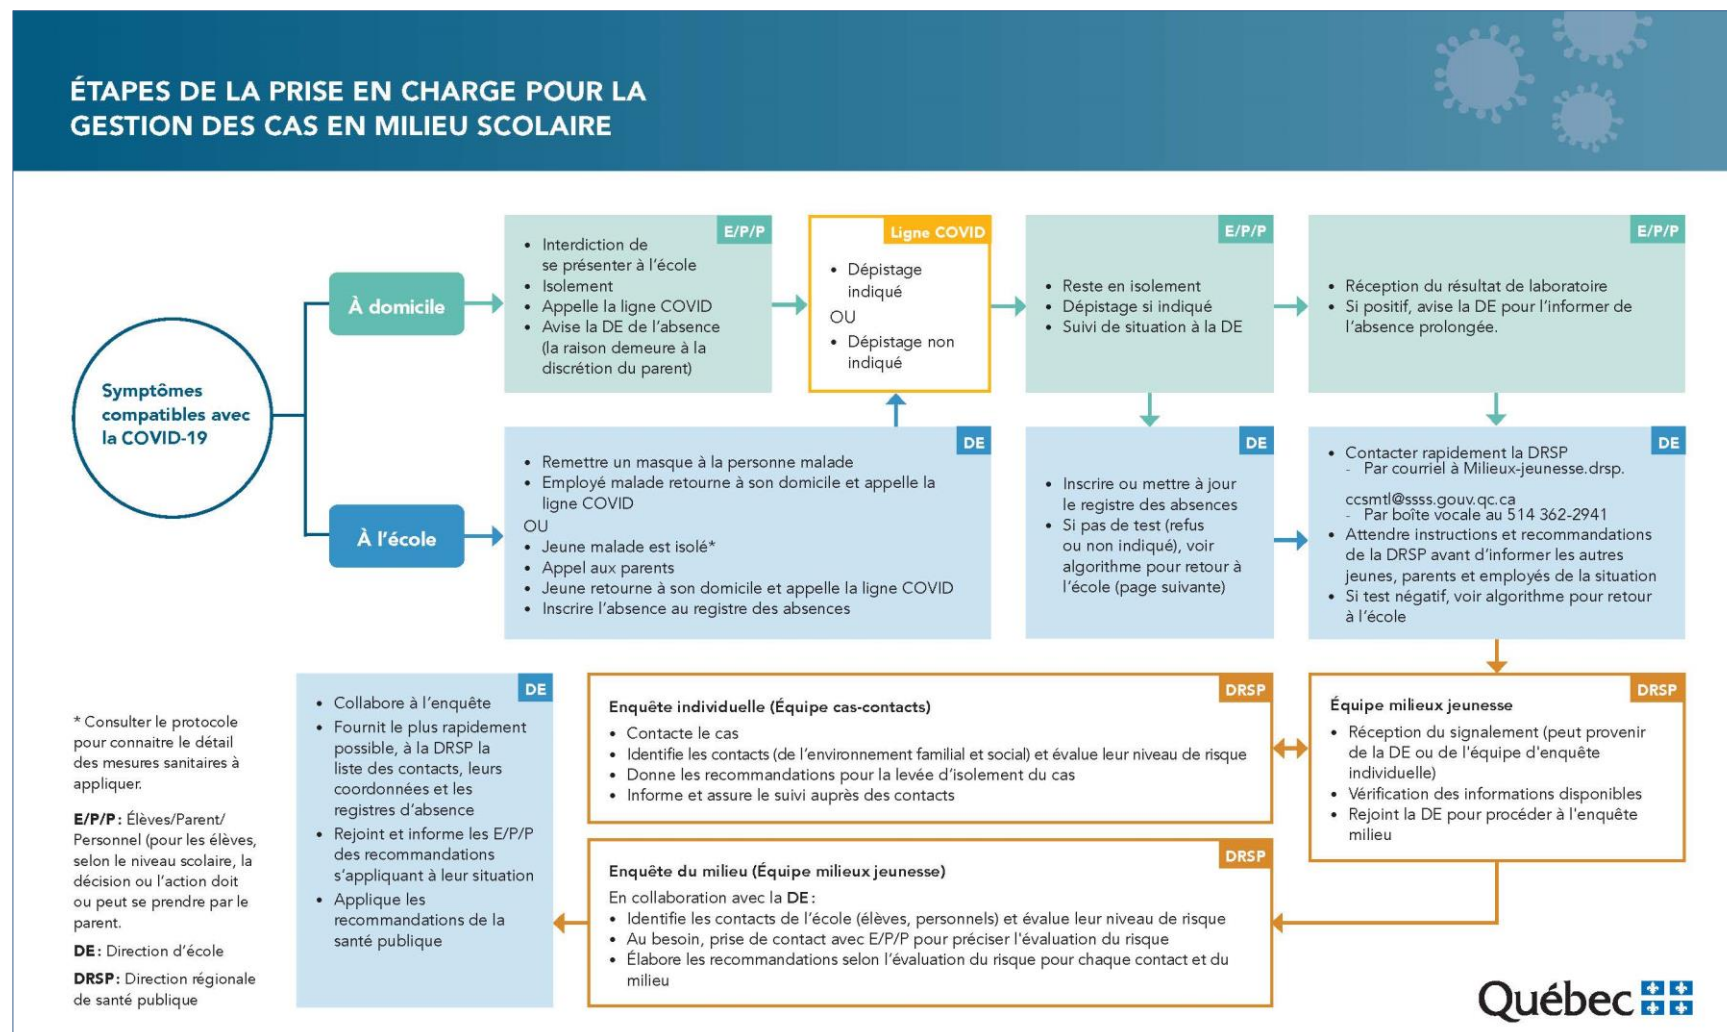 ÉTAPES DE LA PRISE EN CHARGE POUR LA
GESTION DES CAS EN MILIEU SCOLAIRE
Symptômes
compatibles avec
la COVID-19
À domicile
E/P/P
• Interdiction de
se présenter à l'école
• Isolement
• Appelle la ligne COVID
• Avise la DE de l'absence
(la raison demeure à la
discrétion du parent)
Ligne COVID
• Dépistage
indiqué
OU
• Dépistage non
indiqué
E/P/P
• Reste en isolement
• Dépistage si indiqué
• Suivi de situation à la DE
E/P/P
• Réception du résultat de laboratoire
• Si positif, avise la DE pour l'informer de
l'absence prolongée.
À l'école
DE
• Remettre un masque à la personne malade
• Employé malade retourne à son domicile et appelle la
ligne COVID
OU
• Jeune malade est isolé*
• Appel aux parents
• Jeune retourne à son domicile et appelle la ligne COVID
• Inscrire l'absence au registre des absences
DE
• Inscrire ou mettre à jour
le registre des absences
• Si pas de test (refus
ou non indiqué), voir
algorithme pour retour à
l'école (page suivante)
DE
• Contacter rapidement la DRSP
- Par courriel à Milieux-jeunesse.drsp.
ccsmtl@ssss.gouv.qc.ca
- Par boîte vocale au 514 362-2941
• Attendre instructions et recommandations
de la DRSP avant d'informer les autres
jeunes, parents et employés de la situation
• Si test négatif, voir algorithme pour retour
à l'école
DRSP
Équipe milieux jeunesse
• Réception du signalement (peut provenir
de la DE ou de l'équipe d'enquête
individuelle)
• Vérification des informations disponibles
• Rejoint la DE pour procéder à l'enquête
milieu
DRSP
Enquête individuelle (Équipe cas-contacts)
• Contacte le cas
• Identifie les contacts (de l'environnement familial et social) et évalue leur niveau de risque
• Donne les recommandations pour la levée d'isolement du cas
• Informe et assure le suivi auprès des contacts
DRSP
Enquête du milieu (Équipe milieux jeunesse)
En collaboration avec la DE :
• Identifie les contacts de l'école (élèves, personnels) et évalue leur niveau de risque
• Au besoin, prise de contact avec E/P/P pour préciser l'évaluation du risque
• Élabore les recommandations selon l'évaluation du risque pour chaque contact et du
milieu
DE
• Collabore à l'enquête
• Fournit le plus rapidement
possible, à la DRSP la
liste des contacts, leurs
coordonnées et les
registres d'absence
• Rejoint et informe les E/P/P
des recommandations
s'appliquant à leur situation
• Applique les
recommandations de la
santé publique
* Consulter le protocole
pour connaitre le détail
des mesures sanitaires à
appliquer.
E/P/P : Élèves/Parent/
Personnel (pour les élèves,
selon le niveau scolaire, la
décision ou l'action doit
ou peut se prendre par le
parent.
DE : Direction d'école
DRSP : Direction régionale
de santé publique
Québec